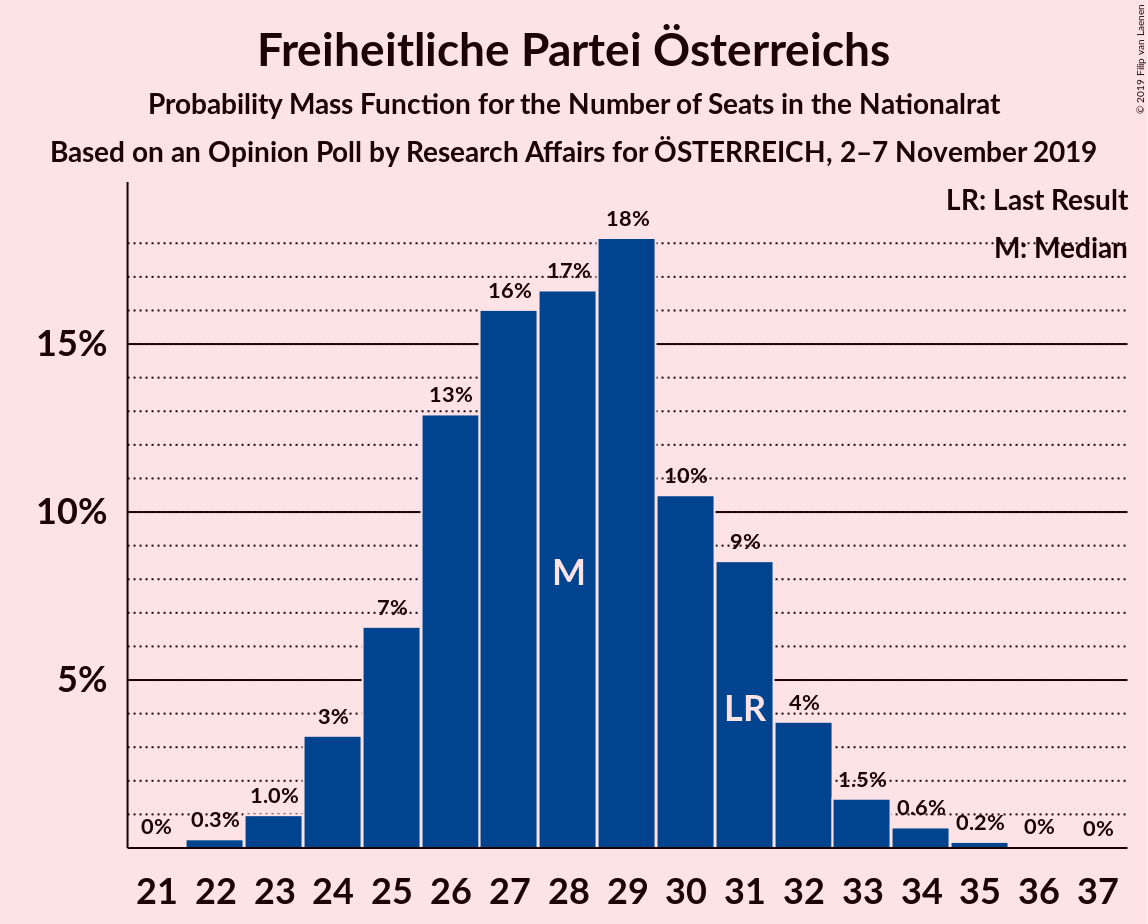 Freiheitliche Partei Österreichs
Probability Mass Function for the Number of Seats in the Nationalrat
Based on an Opinion Poll by Research Affairs for ÖSTERREICH, 2–7 November 2019
© 2019 Filip van Laenen
LR: Last Result
M: Median
18%
17%
16%
15%
13%
10%
10%
9%
M
7%
5%
LR
4%
3%
1.5%
1.0%
0.6%
0.3%
0.2%
0%
0%
0%
21 22 23 24 25 26 27 28 29 30 31 32 33 34 35 36 37